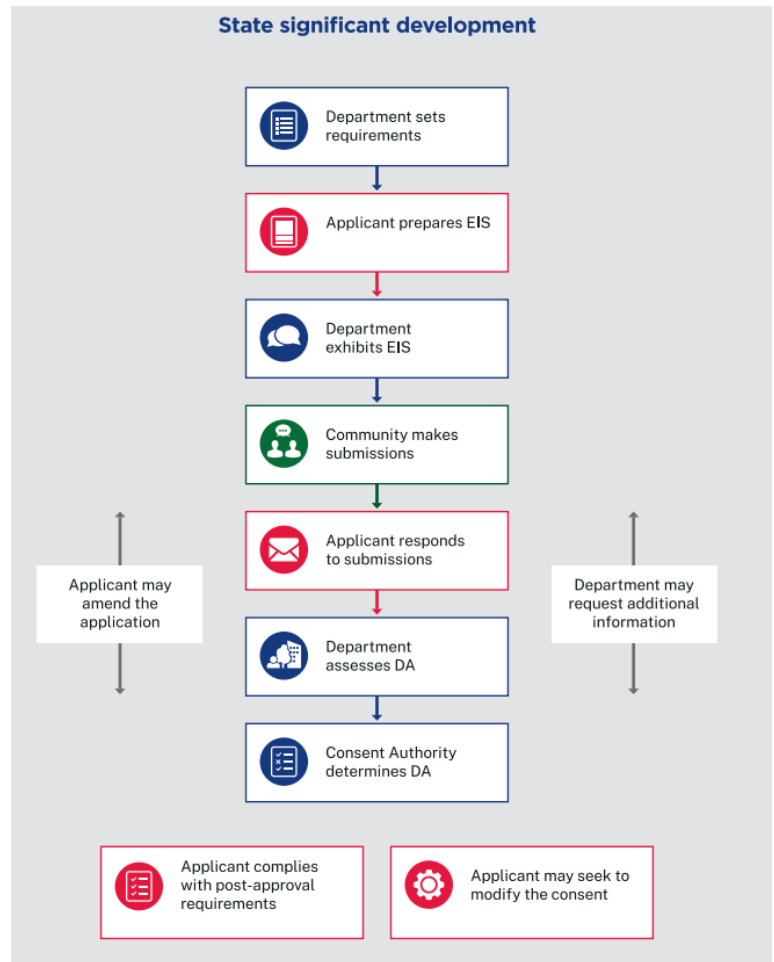 State significant development
Department sets
requirements
Applicant prepares EIS
Department
exhibits EIS
Community makes
submissions
Applicant responds
to submissions
Applicant may
amend the
application
Department may
request additional
information
Department
assesses DA
Consent Authority
determines DA
Applicant complies
with post-approval
requirements
Applicant may seek to
modify the consent